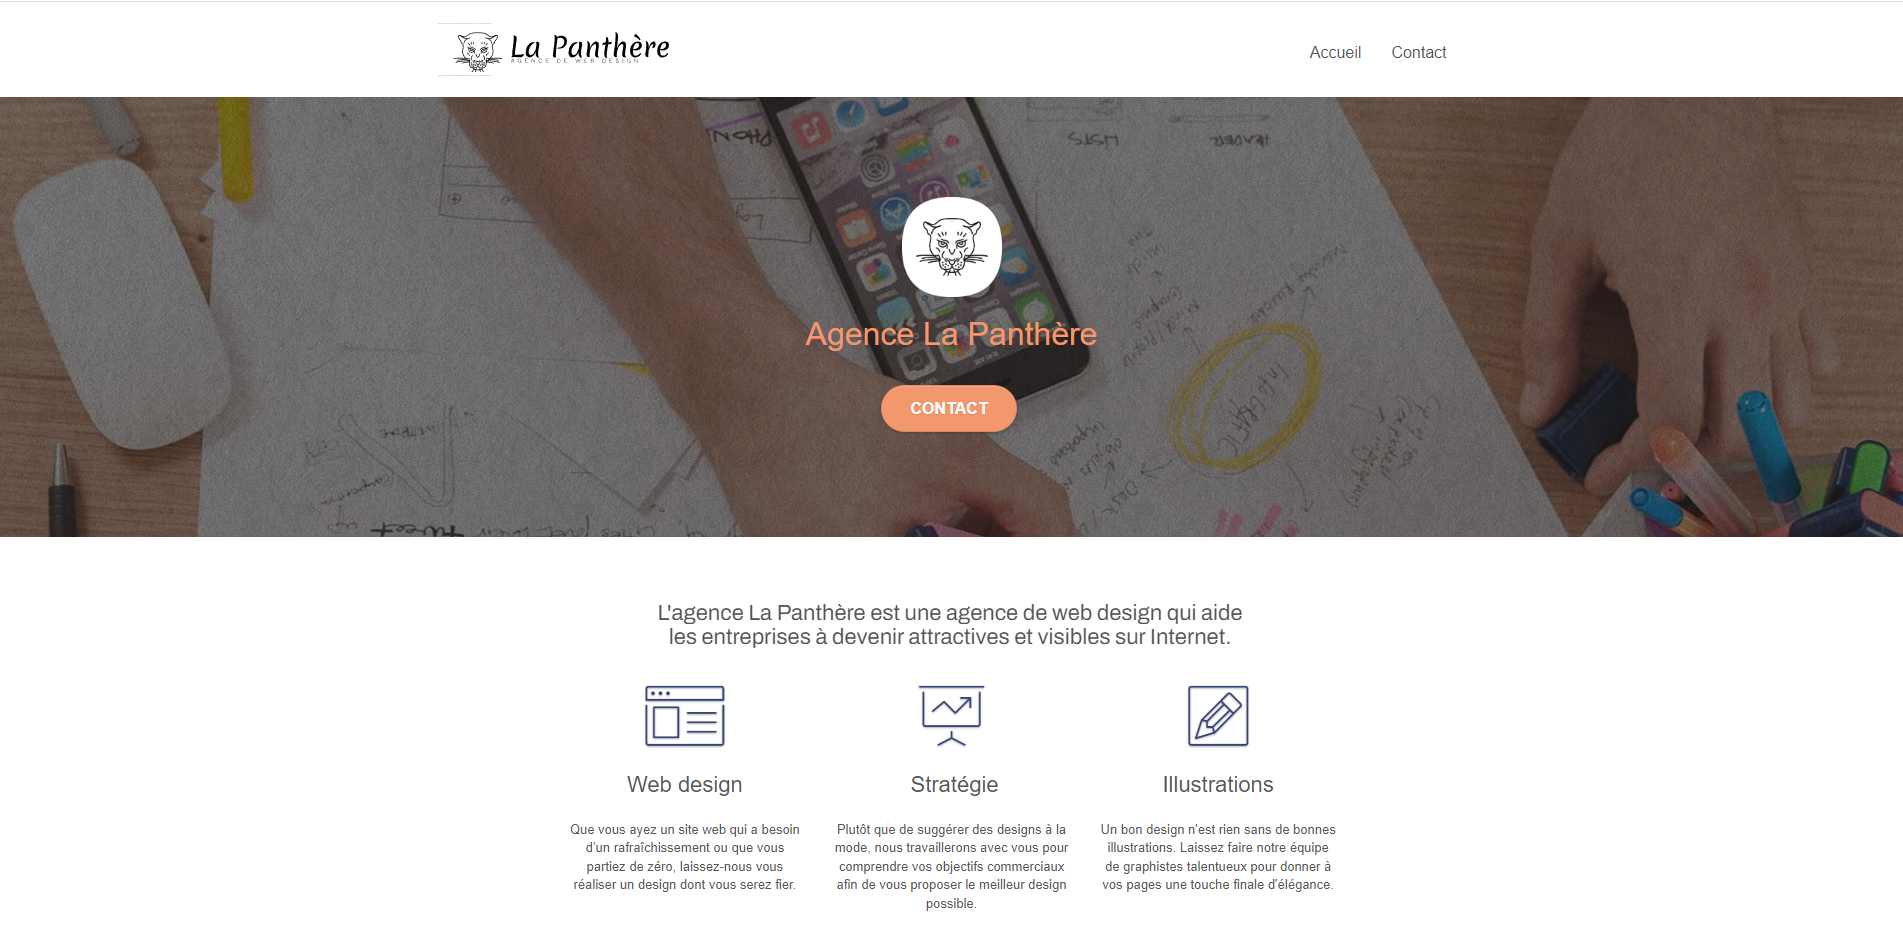 La Panthère
AGENCE DE WEB DESIGN
Accueil
Contact
PHON
LISTS
HEADER
Agence La Panthère
CONTACT
L'agence La Panthère est une agence de web design qui aide
les entreprises à devenir attractives et visibles sur Internet.
Web design
Que vous ayez un site web qui a besoin
d'un rafraîchissement ou que vous
partiez de zéro, laissez-nous vous
réaliser un design dont vous serez fier.
Stratégie
Plutôt que de suggérer des designs à la
mode, nous travaillerons avec vous pour
comprendre vos objectifs commerciaux
afin de vous proposer le meilleur design
possible.
Illustrations
Un bon design n'est rien sans de bonnes
illustrations. Laissez faire notre équipe
de graphistes talentueux pour donner à
vos pages une touche finale d'élégance.